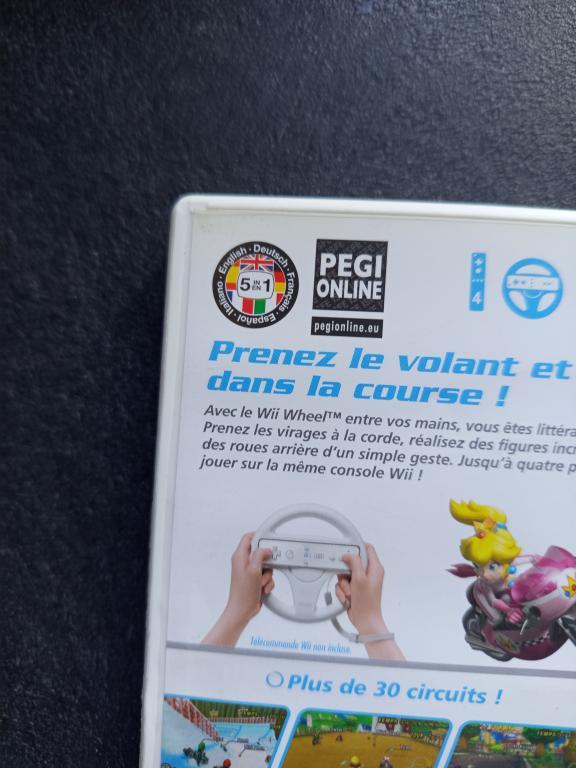 English · Deutsch · Français · Español · Italiano
5 IN EN 1
PEGI
ONLINE
pegionline.eu
4
Prenez le volant et
dans la course !
Avec le Wii Wheel™ entre vos mains, vous êtes littéra
Prenez les virages à la corde, réalisez des figures incr
des roues arrière d'un simple geste. Jusqu'à quatre p
jouer sur la même console Wii !
Télécommande Wii non incluse.
Plus de 30 circuits !